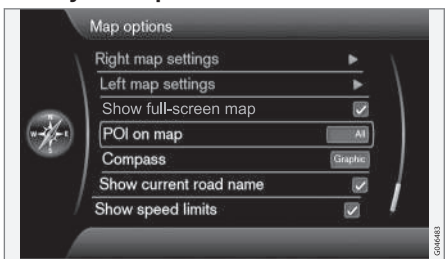 Map options
Right map settings
Left map settings
Show full-screen map
POI on map
All
Compass
Graphic
Show current road name
Show speed limits
N
W
E
S
G046483